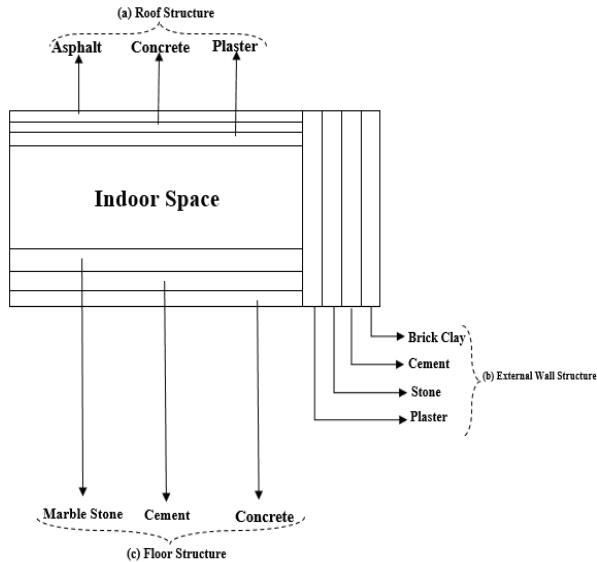 (a) Roof Structure
Asphalt Concrete Plaster
Indoor Space
Brick Clay
Cement
(b) External Wall Structure
Stone
Plaster
Marble Stone Cement Concrete
(c) Floor Structure